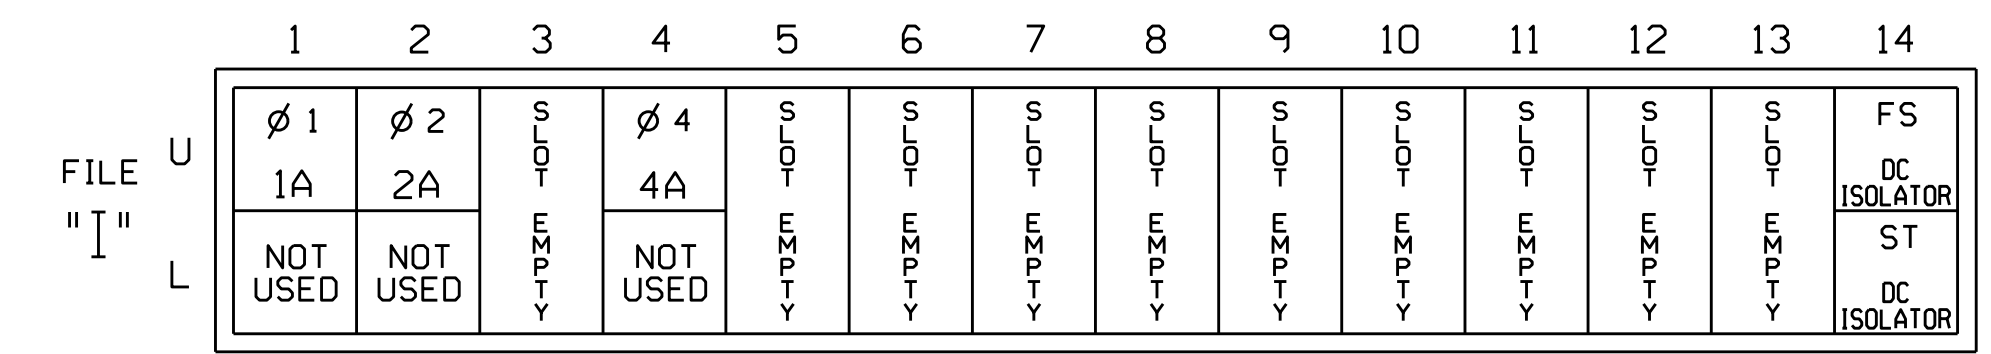 1 2 3 4 5 6 7 8 9 10 11 12 13 14
FILE
"I"
U
L
Ø 1
1A
NOT
USED
Ø 2
2A
NOT
USED
SLOT EMPTY
Ø 4
4A
NOT
USED
SLOT EMPTY
SLOT EMPTY
SLOT EMPTY
SLOT EMPTY
SLOT EMPTY
SLOT EMPTY
SLOT EMPTY
SLOT EMPTY
SLOT EMPTY
FS
DC
ISOLATOR
ST
DC
ISOLATOR